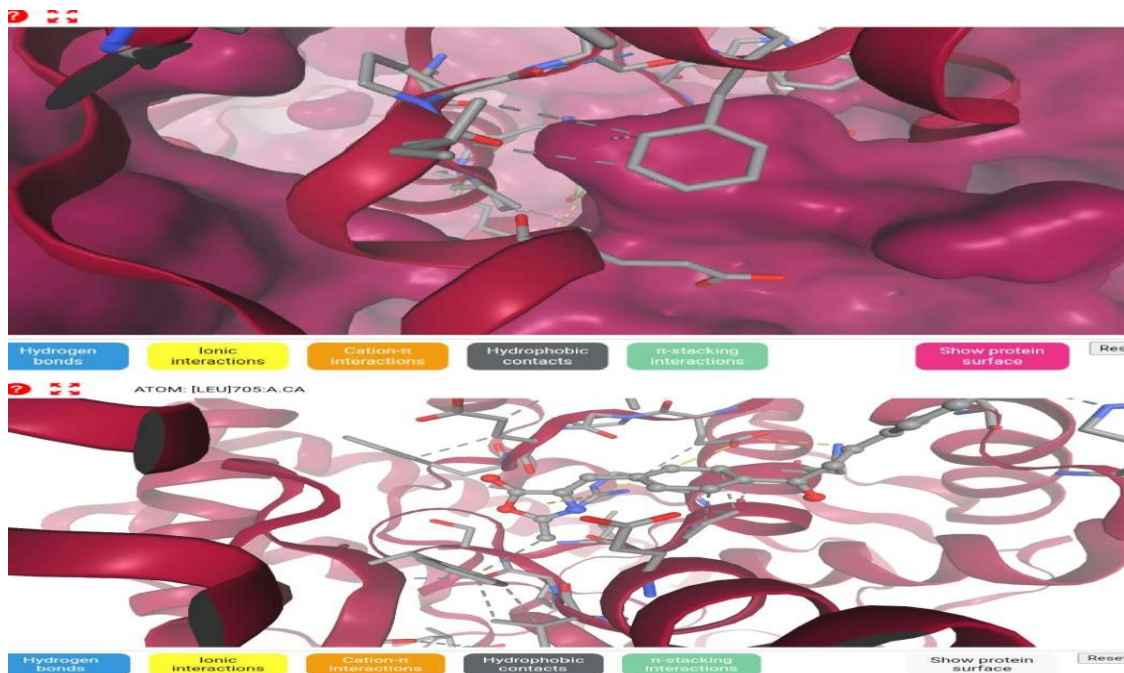 ?
Hydrogen bonds
Ionic interactions
Cation-π interactions
Hydrophobic contacts
π-stacking interactions
Show protein surface
Res
?
ATOM: [LEU]705:A.CA
Hydrogen bonds
Ionic interactions
Cation-π interactions
Hydrophobic contacts
π-stacking interactions
Show protein surface
Reset